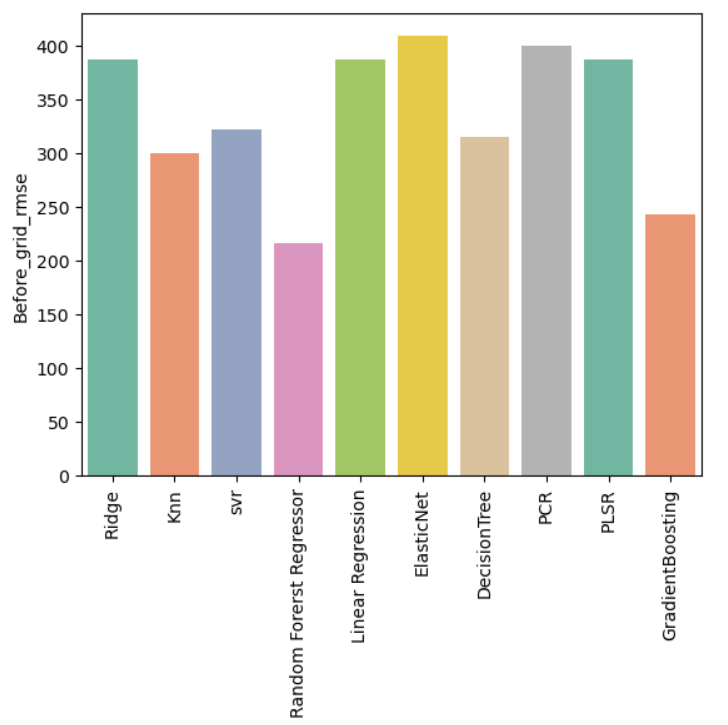 Before_grid_rmse
400
350
300
250
200
150
100
50
0
Ridge
Knn
svr
Random Forerst Regressor
Linear Regression
ElasticNet
DecisionTree
PCR
PLSR
GradientBoosting